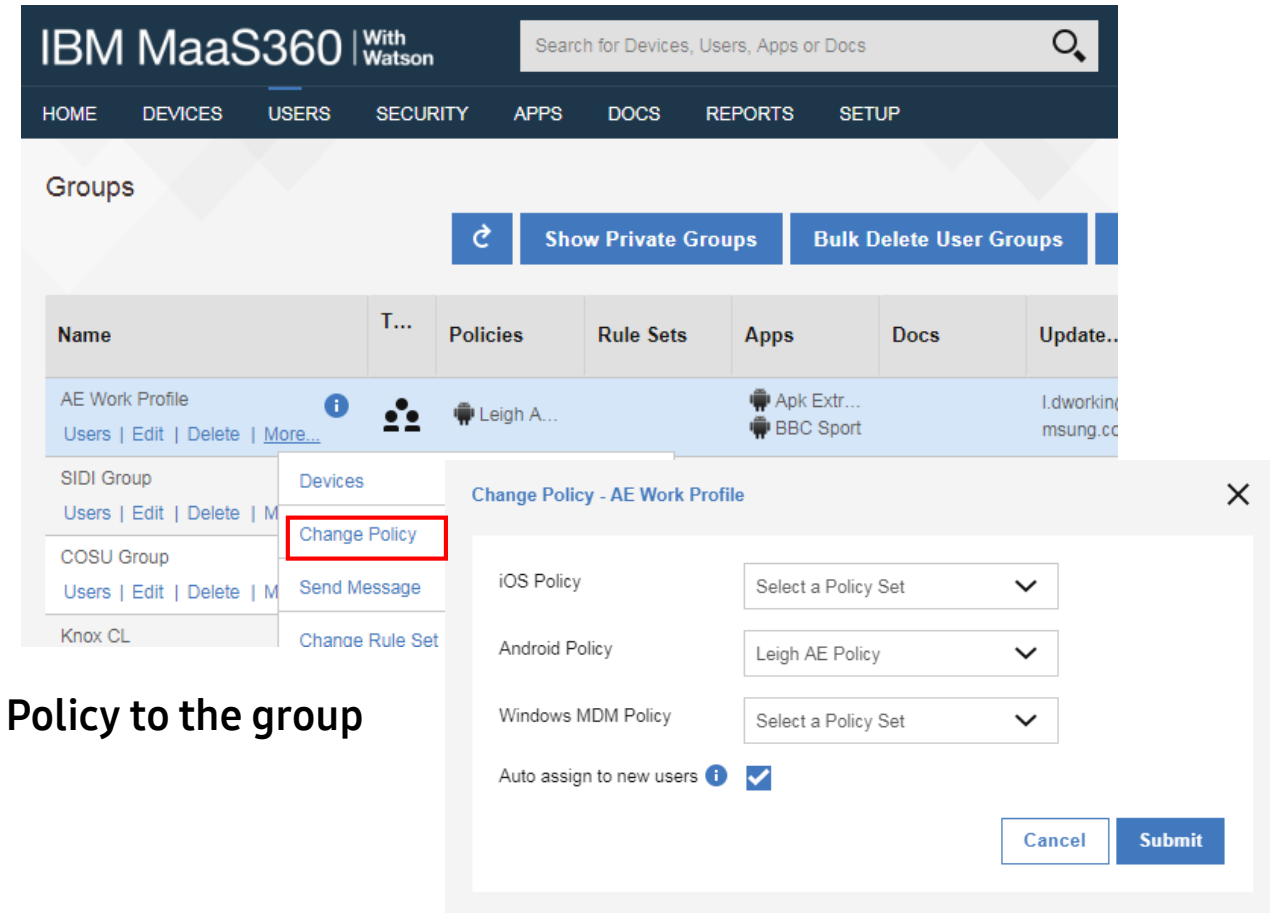 IBM MaaS360 | With Watson
Search for Devices, Users, Apps or Docs
HOME DEVICES USERS SECURITY APPS DOCS REPORTS SETUP
Groups
Show Private Groups Bulk Delete User Groups
Name T... Policies Rule Sets Apps Docs Update..
AE Work Profile
Users | Edit | Delete | More...
Leigh A...
Apk Extr...
BBC Sport
l.dworkin@
msung.co
SIDI Group
Users | Edit | Delete | M
COSU Group
Users | Edit | Delete | M
Knox CL
Devices
Change Policy
Send Message
Change Rule Set
Policy to the group
Change Policy - AE Work Profile
iOS Policy Select a Policy Set
Android Policy Leigh AE Policy
Windows MDM Policy Select a Policy Set
Auto assign to new users
Cancel Submit